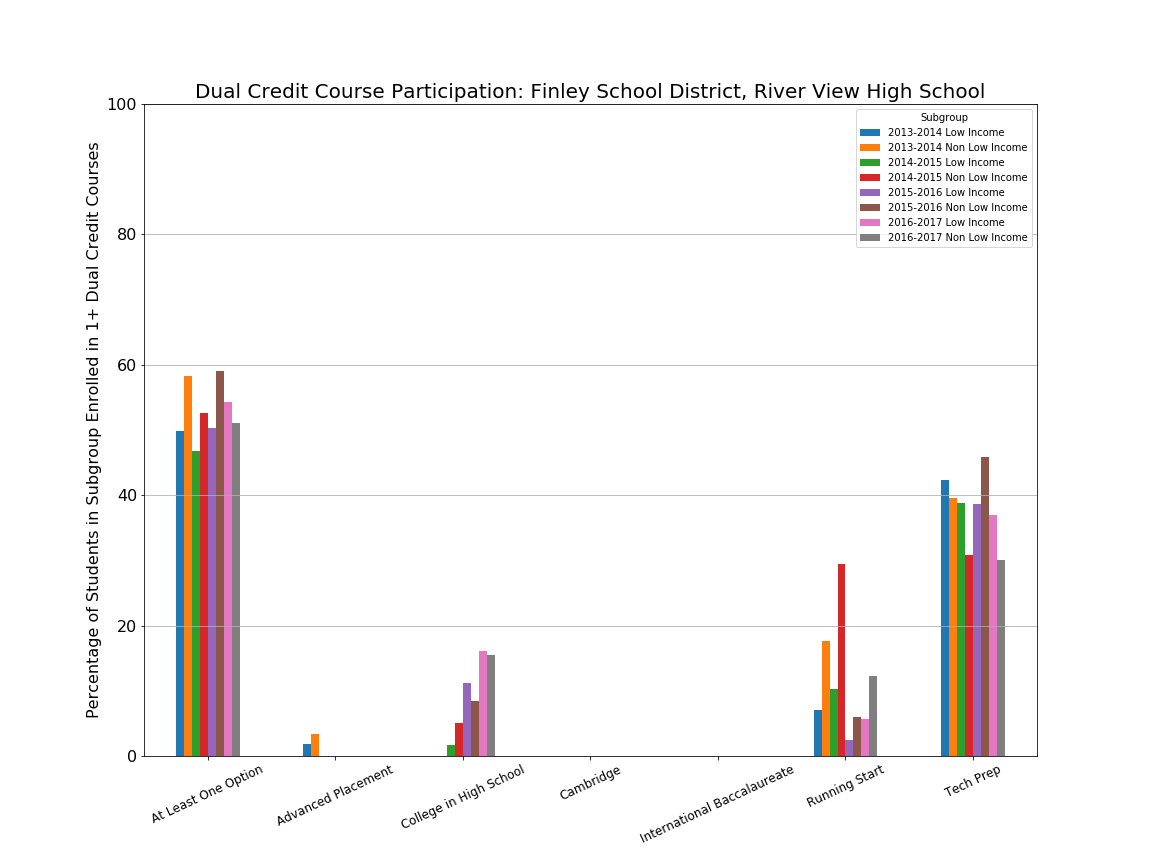 Dual Credit Course Participation: Finley School District, River View High School
Percentage of Students in Subgroup Enrolled in 1+ Dual Credit Courses
100
80
60
40
20
0
Subgroup
2013-2014 Low Income
2013-2014 Non Low Income
2014-2015 Low Income
2014-2015 Non Low Income
2015-2016 Low Income
2015-2016 Non Low Income
2016-2017 Low Income
2016-2017 Non Low Income
At Least One Option
Advanced Placement
College in High School
Cambridge
International Baccalaureate
Running Start
Tech Prep